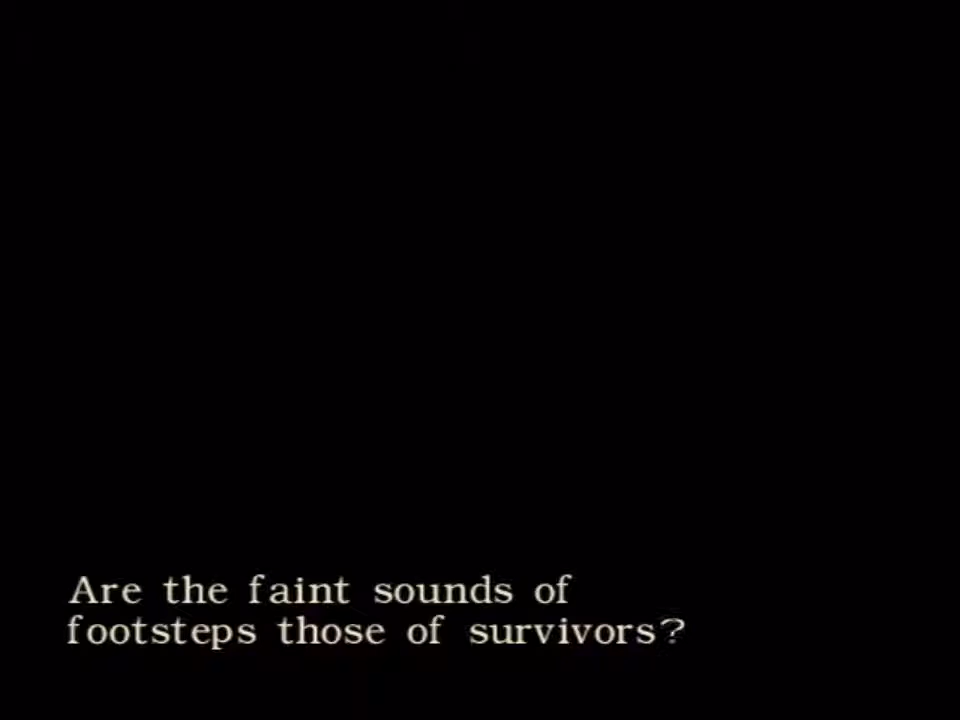 Are the faint sounds of
footsteps those of survivors?